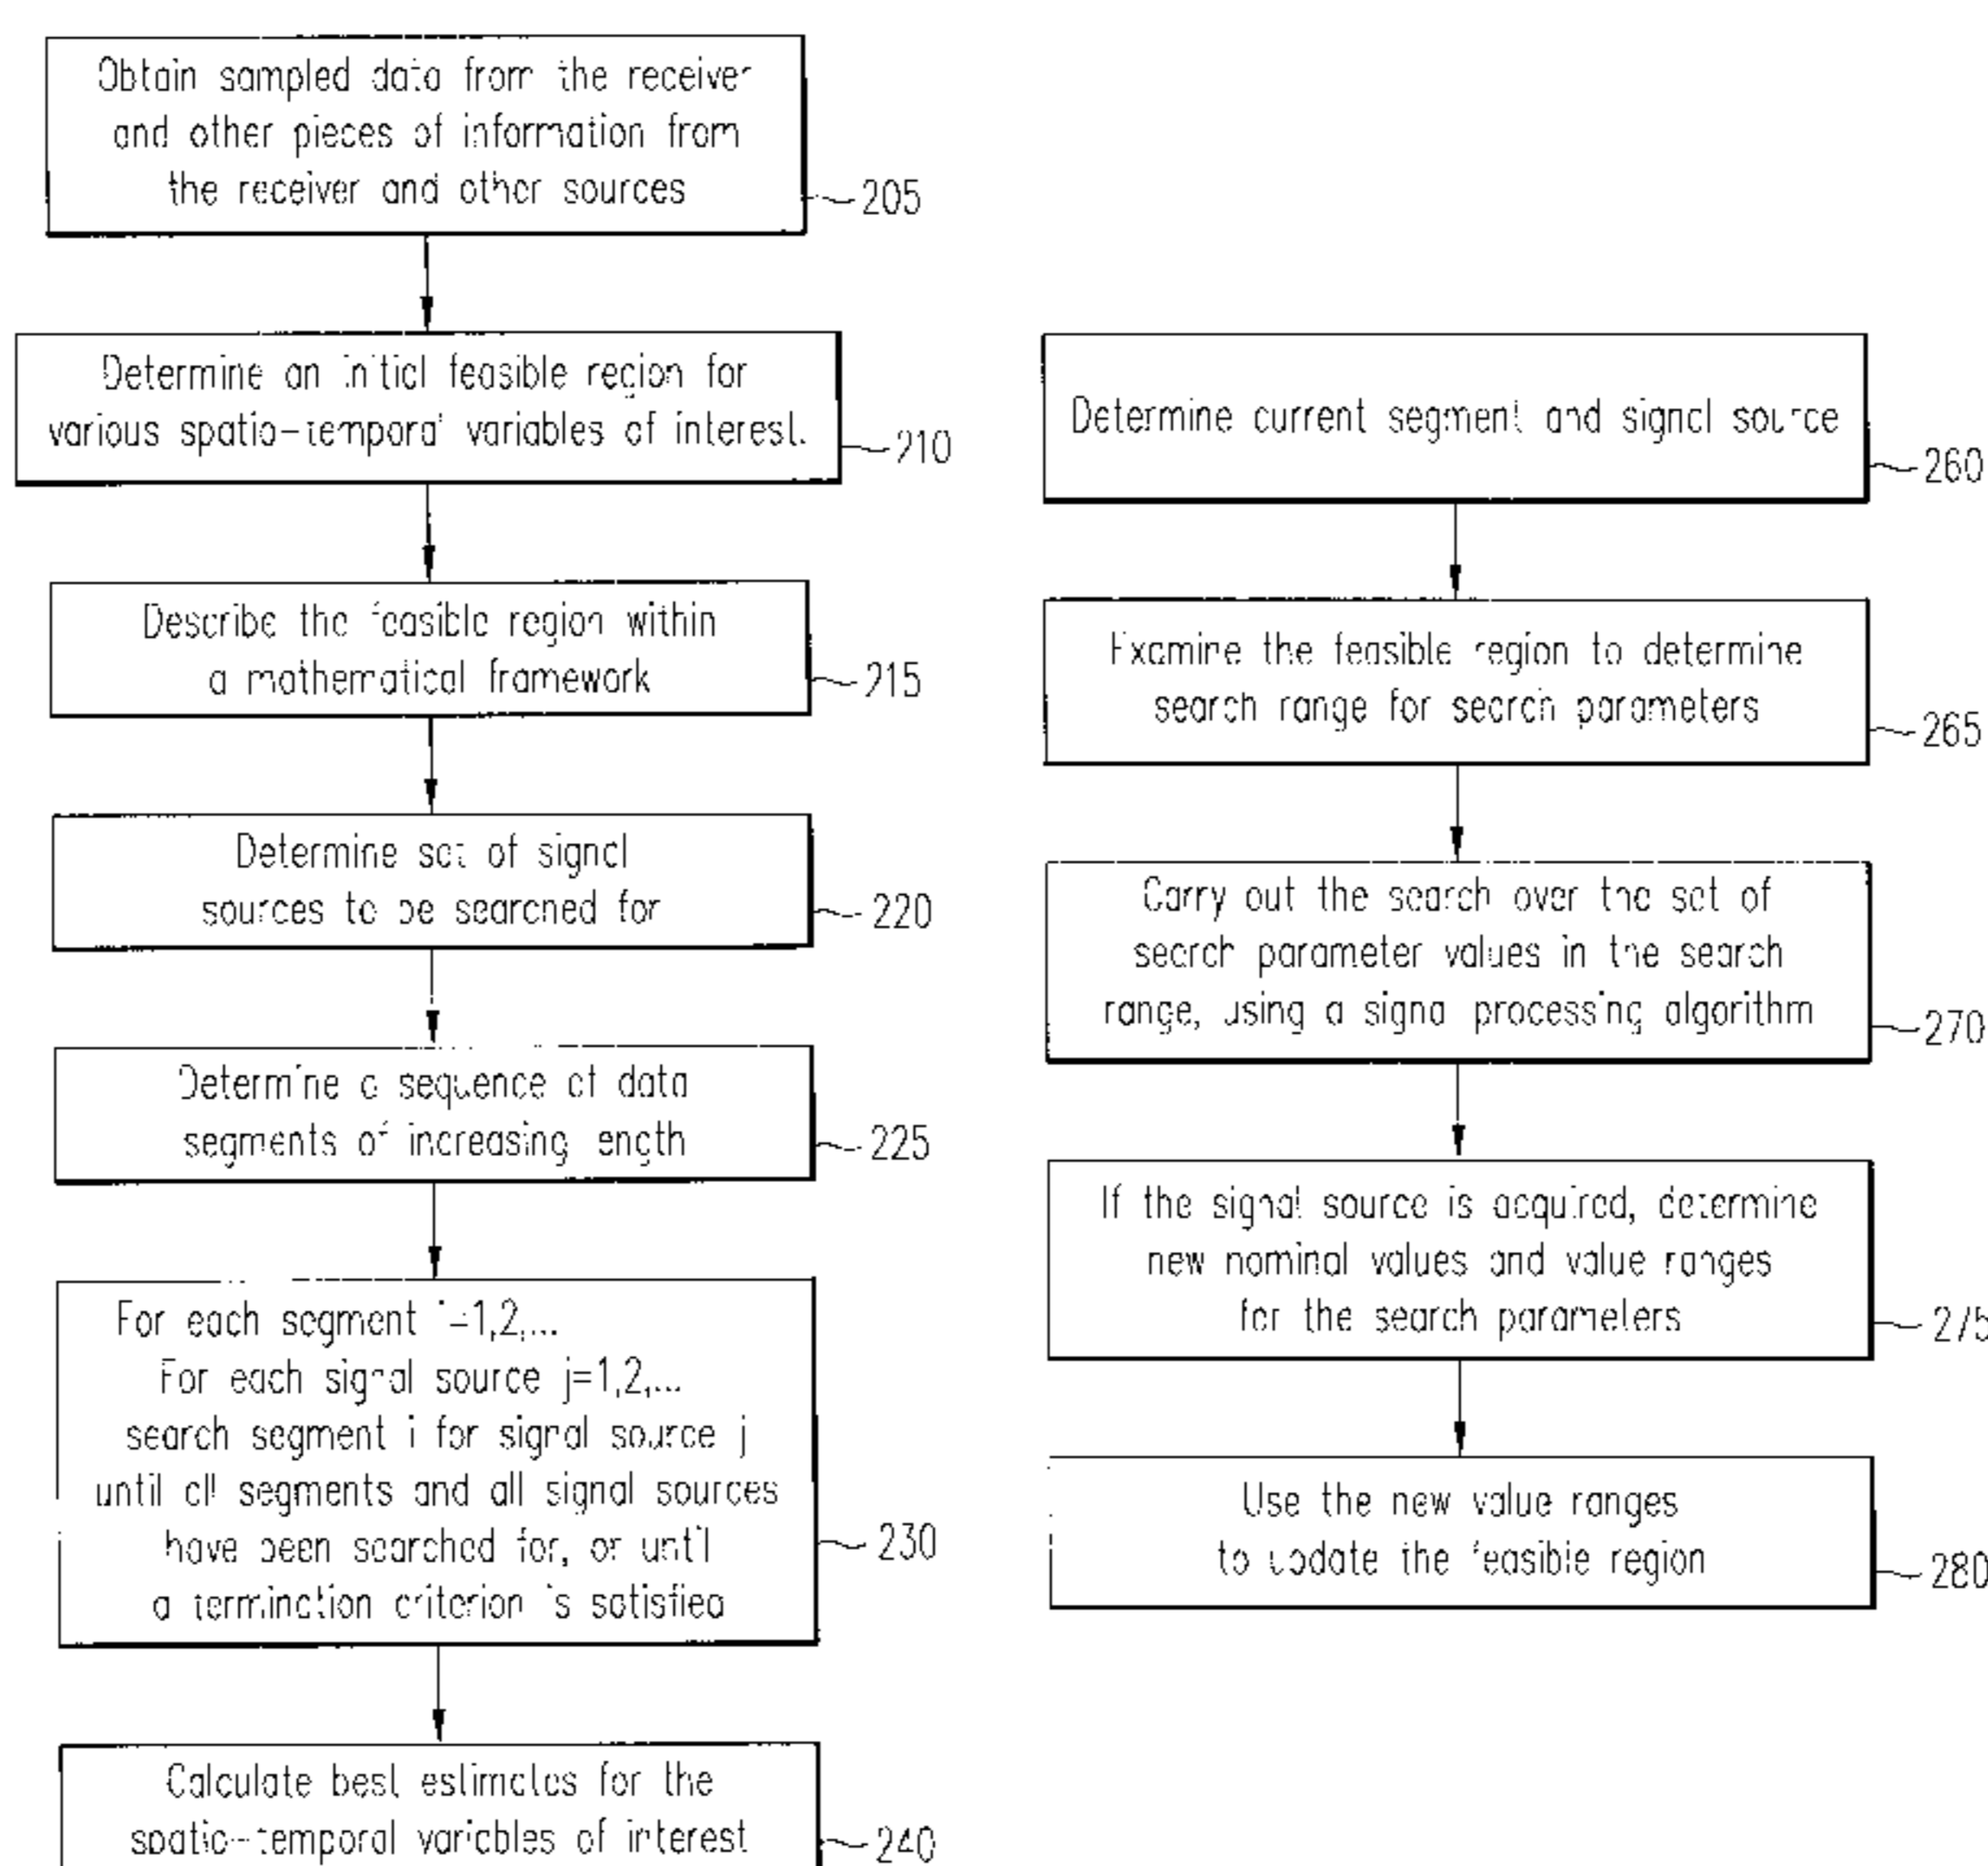 Obtain sampled data from the receiver
and other pieces of information from
the receiver and other sources
205
Determine an initial feasible region for
various spatio-temporal variables of interest.
210
Describe the feasible region within
a mathematical framework
215
Determine set of signal
sources to be searched for
220
Determine a sequence of data
segments of increasing length
225
For each segment i=1,2,...
For each signal source j=1,2,...
search segment i for signal source j
until all segments and all signal sources
have been searched for, or until
a termination criterion is satisfied
230
Calculate best estimates for the
spatio-temporal variables of interest
240
Determine current segment and signal source
260
Examine the feasible region to determine
search range for search parameters
265
Carry out the search over the set of
search parameter values in the search
range, using a signal processing algorithm
270
If the signal source is acquired, determine
new nominal values and value ranges
for the search parameters
275
Use the new value ranges
to update the feasible region
280